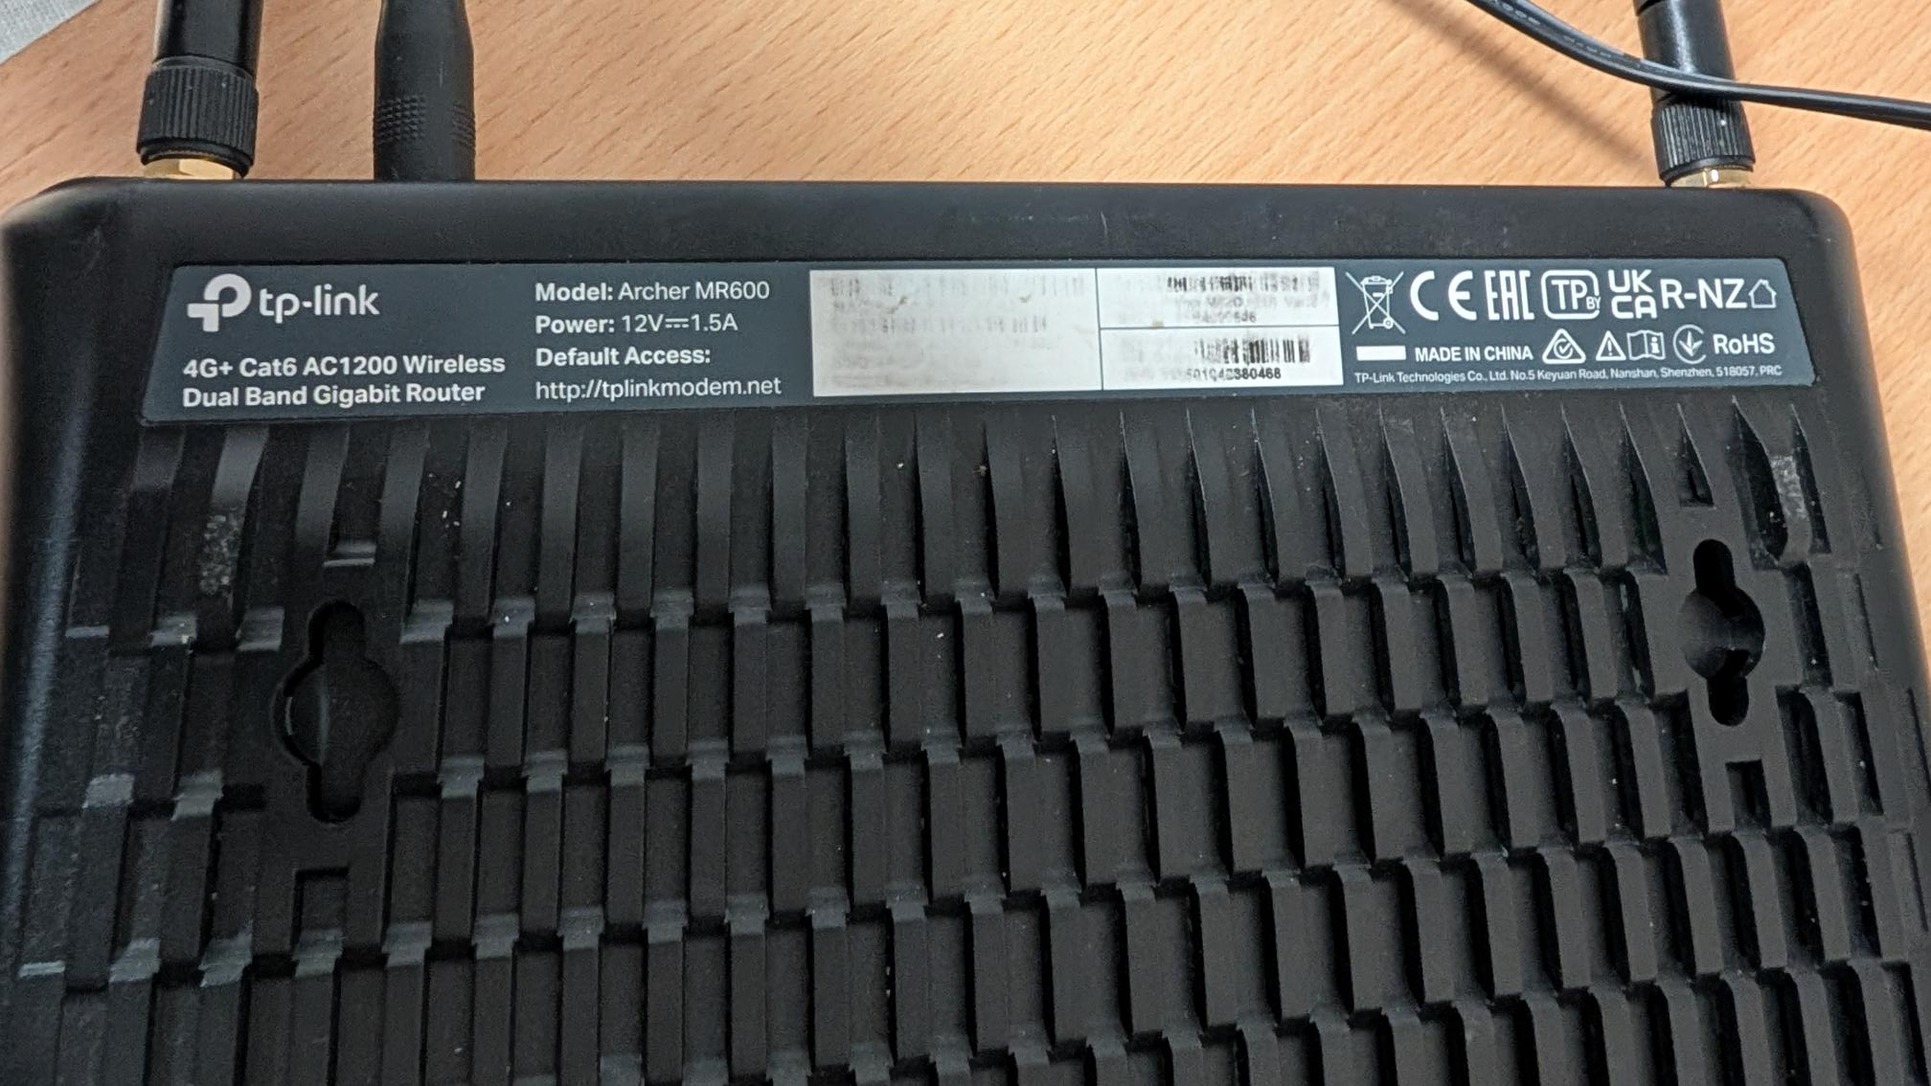 tp-link
4G+ Cat6 AC1200 Wireless
Dual Band Gigabit Router
Model: Archer MR600
Power: 12V⎓1.5A
Default Access:
http://tplinkmodem.net
CE EAC TP BY UK CA R-NZ
MADE IN CHINA RoHS
TP-Link Technologies Co., Ltd. No.5 Keyuan Road, Nanshan, Shenzhen, 518057, PRC